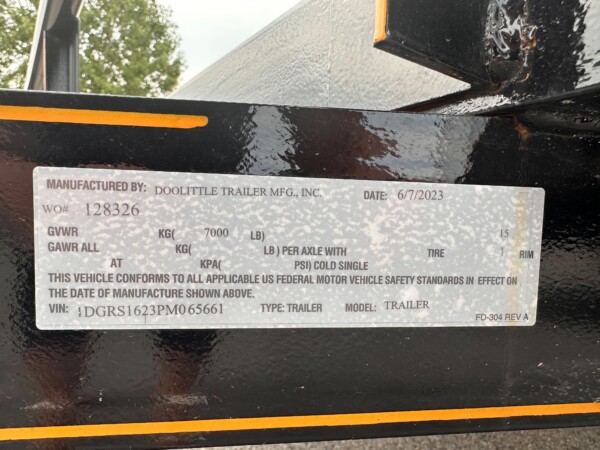 MANUFACTURED BY: DOOLITTLE TRAILER MFG., INC. DATE: 6/7/2023
WO# 128326
GVWR KG( 7000 LB) 15
GAWR ALL KG( LB ) PER AXLE WITH TIRE 1 RIM
AT KPA( PSI) COLD SINGLE
THIS VEHICLE CONFORMS TO ALL APPLICABLE US FEDERAL MOTOR VEHICLE SAFETY STANDARDS IN EFFECT ON
THE DATE OF MANUFACTURE SHOWN ABOVE.
VIN: 1DGRS1623PM065661 TYPE: TRAILER MODEL: TRAILER
FD-304 REV A